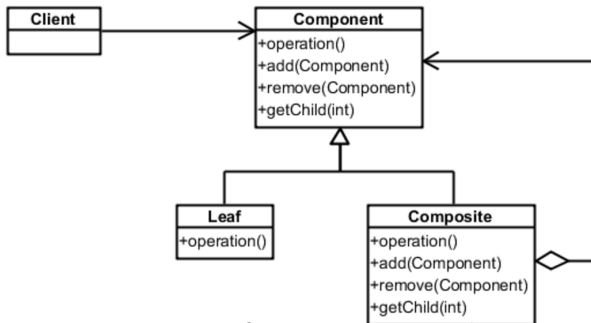 Client
Component
+operation()
+add(Component)
+remove(Component)
+getChild(int)
Leaf
+operation()
Composite
+operation()
+add(Component)
+remove(Component)
+getChild(int)